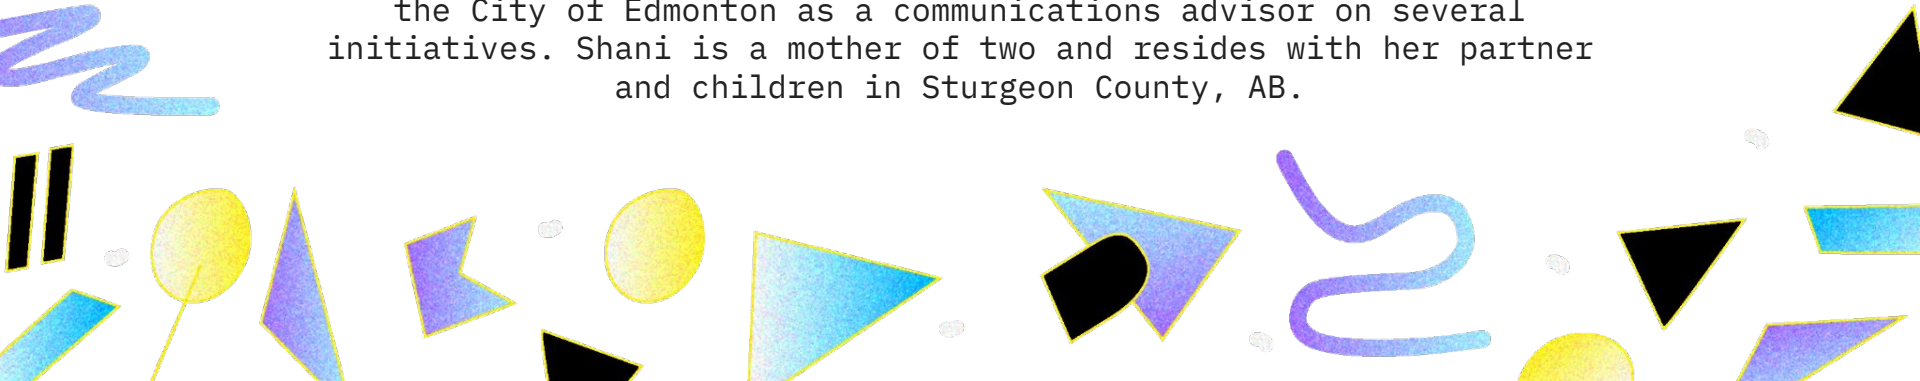 the City of Edmonton as a communications advisor on several
initiatives. Shani is a mother of two and resides with her partner
and children in Sturgeon County, AB.